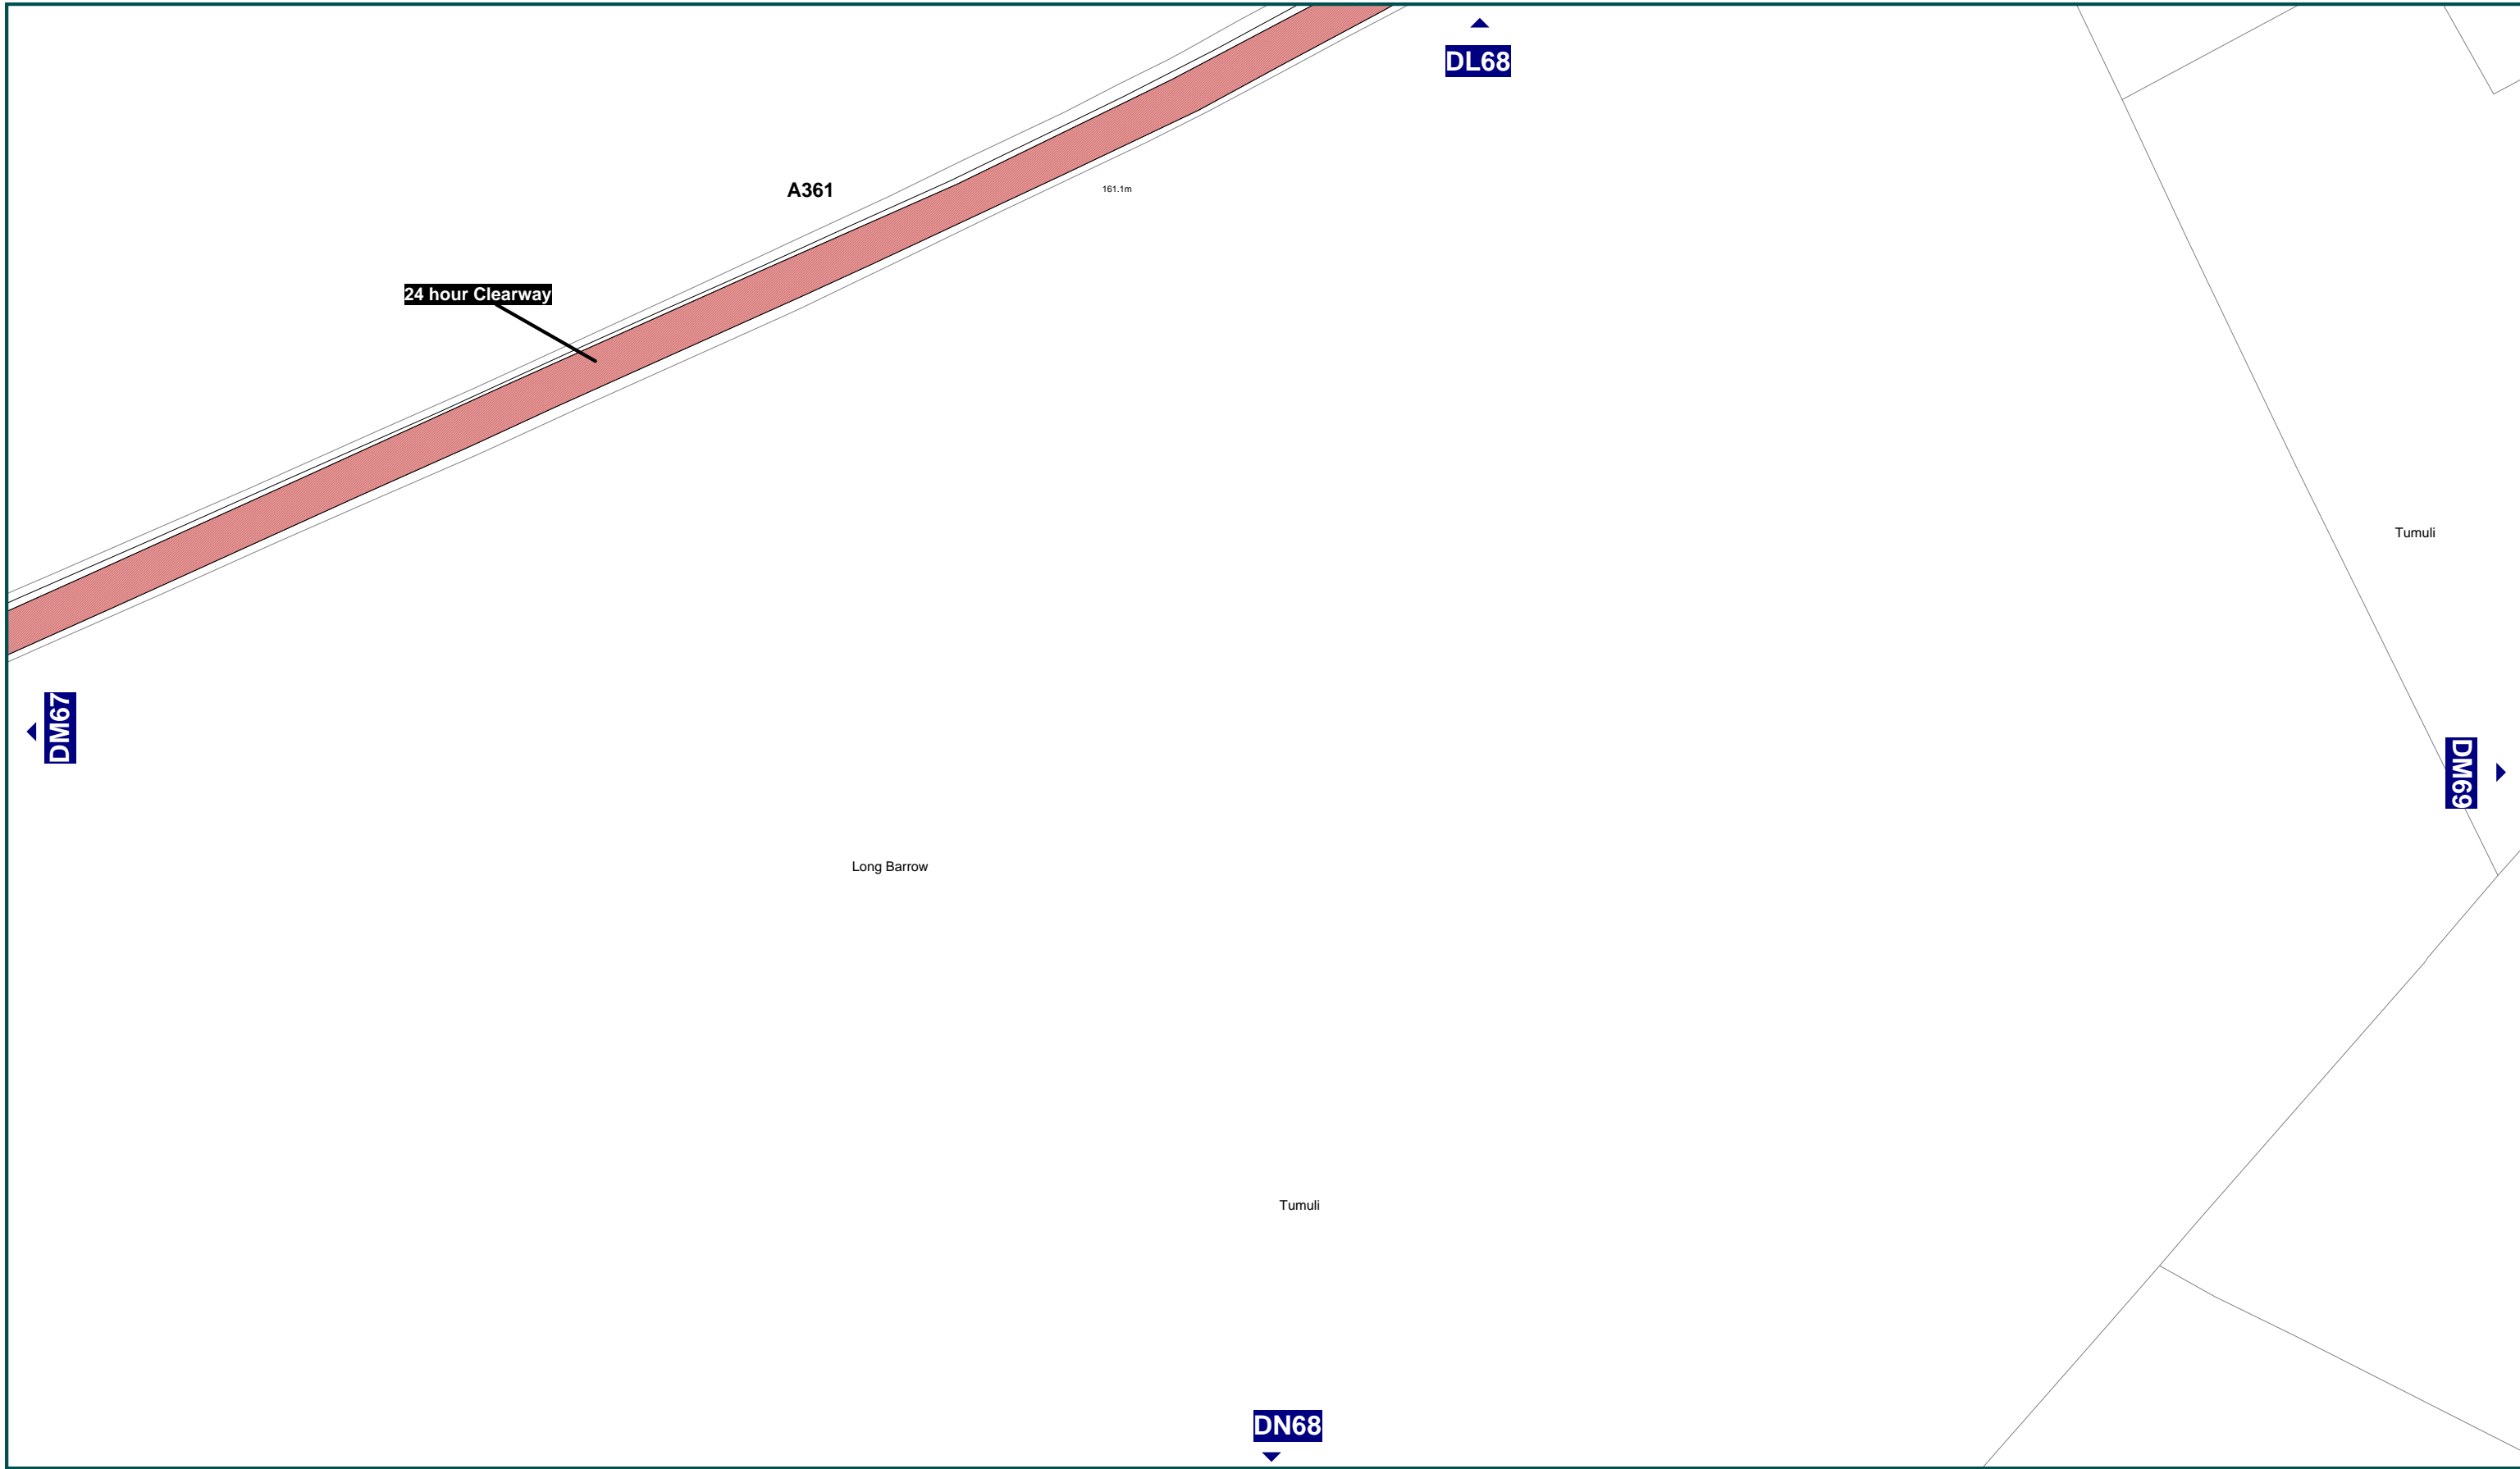 DL68
A361
161.1m
24 hour Clearway
Tumuli
DM67
DM69
Long Barrow
Tumuli
DN68